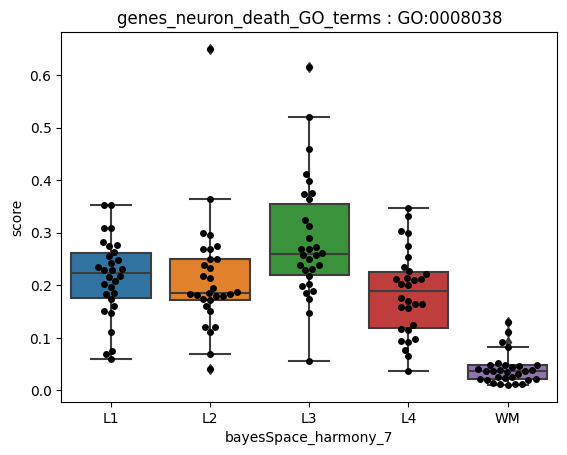 genes_neuron_death_GO_terms : GO:0008038
0.6
0.5
0.4
0.3
0.2
0.1
0.0
score
L1 L2 L3 L4 WM
bayesSpace_harmony_7